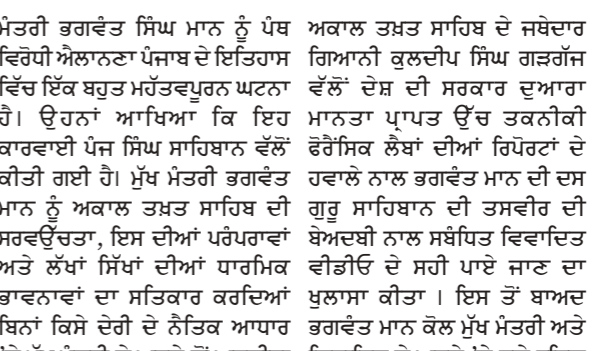 ਮੰਤਰੀ ਭਗਵੰਤ ਸਿੰਘ ਮਾਨ ਨੂੰ ਪੰਥ
ਵਿਰੋਧੀ ਐਲਾਨਣਾ ਪੰਜਾਬ ਦੇ ਇਤਿਹਾਸ
ਵਿੱਚ ਇੱਕ ਬਹੁਤ ਮਹੱਤਵਪੂਰਨ ਘਟਨਾ
ਹੈ। ਉਹਨਾਂ ਆਖਿਆ ਕਿ ਇਹ
ਕਾਰਵਾਈ ਪੰਜ ਸਿੰਘ ਸਾਹਿਬਾਨ ਵੱਲੋਂ
ਕੀਤੀ ਗਈ ਹੈ। ਮੁੱਖ ਮੰਤਰੀ ਭਗਵੰਤ
ਮਾਨ ਨੂੰ ਅਕਾਲ ਤਖ਼ਤ ਸਾਹਿਬ ਦੀ
ਸਰਵਉੱਚਤਾ, ਇਸ ਦੀਆਂ ਪਰੰਪਰਾਵਾਂ
ਅਤੇ ਲੱਖਾਂ ਸਿੱਖਾਂ ਦੀਆਂ ਧਾਰਮਿਕ
ਭਾਵਨਾਵਾਂ ਦਾ ਸਤਿਕਾਰ ਕਰਦਿਆਂ
ਬਿਨਾਂ ਕਿਸੇ ਦੇਰੀ ਦੇ ਨੈਤਿਕ ਆਧਾਰ
ਅਕਾਲ ਤਖ਼ਤ ਸਾਹਿਬ ਦੇ ਜਥੇਦਾਰ
ਗਿਆਨੀ ਕੁਲਦੀਪ ਸਿੰਘ ਗੜਗੱਜ
ਵੱਲੋਂ ਦੇਸ਼ ਦੀ ਸਰਕਾਰ ਦੁਆਰਾ
ਮਾਨਤਾ ਪ੍ਰਾਪਤ ਉੱਚ ਤਕਨੀਕੀ
ਫੋਰੈਂਸਿਕ ਲੈਬਾਂ ਦੀਆਂ ਰਿਪੋਰਟਾਂ ਦੇ
ਹਵਾਲੇ ਨਾਲ ਭਗਵੰਤ ਮਾਨ ਦੀ ਦਸ
ਗੁਰੂ ਸਾਹਿਬਾਨ ਦੀ ਤਸਵੀਰ ਦੀ
ਬੇਅਦਬੀ ਨਾਲ ਸਬੰਧਿਤ ਵਿਵਾਦਿਤ
ਵੀਡੀਓ ਦੇ ਸਹੀ ਪਾਏ ਜਾਣ ਦਾ
ਖੁਲਾਸਾ ਕੀਤਾ । ਇਸ ਤੋਂ ਬਾਅਦ
ਭਗਵੰਤ ਮਾਨ ਕੋਲ ਮੁੱਖ ਮੰਤਰੀ ਅਤੇ